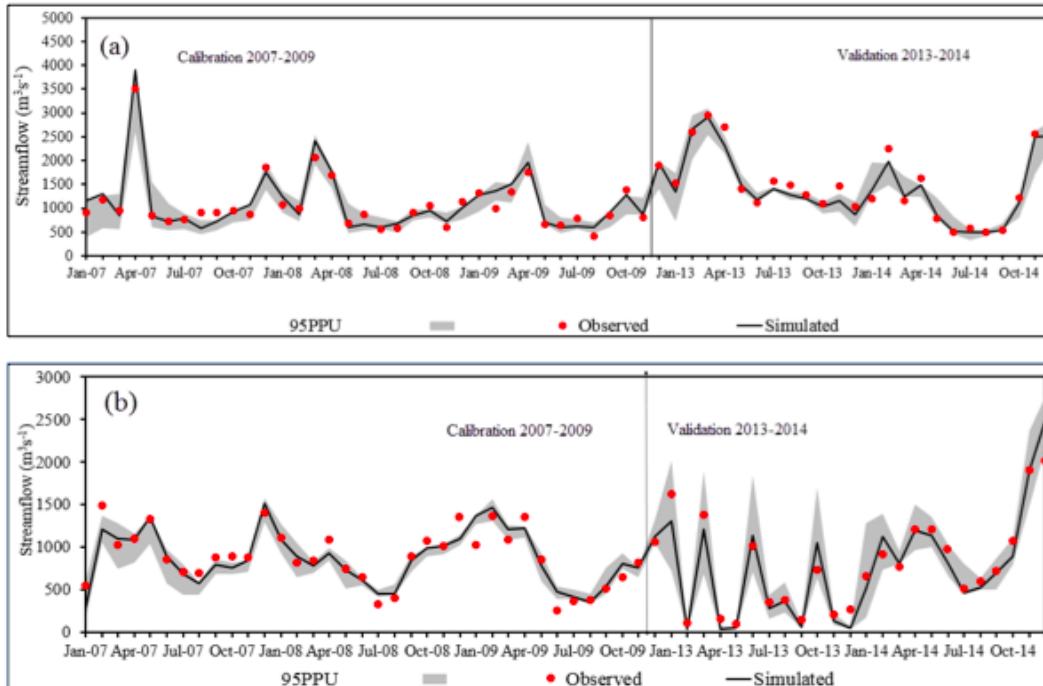 5000
(a)
4500
Calibration 2007-2009
Validation 2013-2014
4000
3500
3000
2500
2000
1500
1000
500
0
Streamflow (m³s⁻¹)
Jan-07 Apr-07 Jul-07 Oct-07 Jan-08 Apr-08 Jul-08 Oct-08 Jan-09 Apr-09 Jul-09 Oct-09 Jan-13 Apr-13 Jul-13 Oct-13 Jan-14 Apr-14 Jul-14 Oct-14
95PPU Observed Simulated
3000
(b)
2500
Calibration 2007-2009
Validation 2013-2014
2000
1500
1000
500
0
Streamflow (m³s⁻¹)
Jan-07 Apr-07 Jul-07 Oct-07 Jan-08 Apr-08 Jul-08 Oct-08 Jan-09 Apr-09 Jul-09 Oct-09 Jan-13 Apr-13 Jul-13 Oct-13 Jan-14 Apr-14 Jul-14 Oct-14
95PPU Observed Simulated